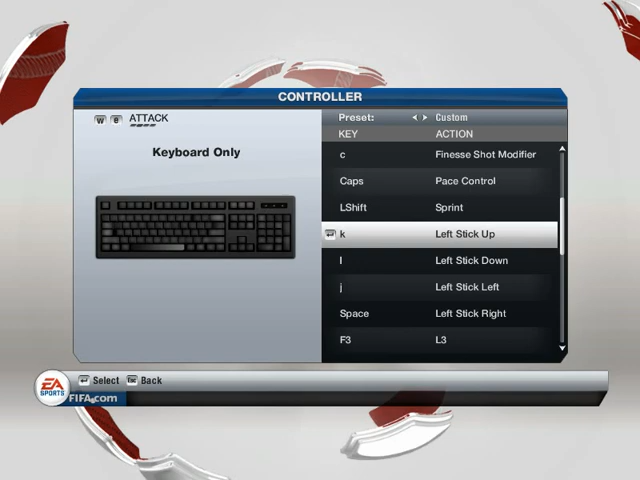 CONTROLLER
W e ATTACK
Keyboard Only
Preset: Custom
KEY ACTION
c Finesse Shot Modifier
Caps Pace Control
LShift Sprint
k Left Stick Up
l Left Stick Down
j Left Stick Left
Space Left Stick Right
F3 L3
EA SPORTS
Select Esc Back
FIFA.com